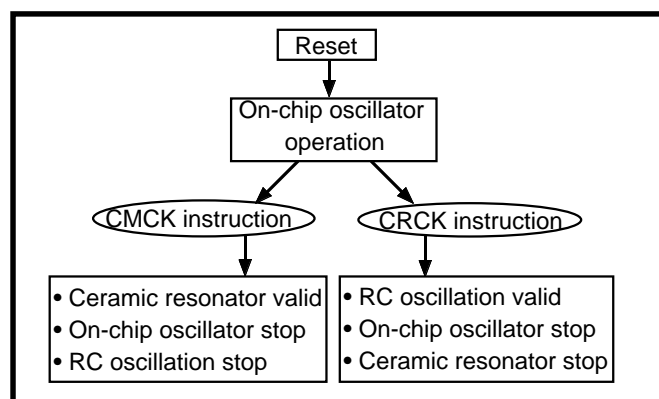 Reset
On-chip oscillator
operation
CMCK instruction
CRCK instruction
• Ceramic resonator valid
• On-chip oscillator stop
• RC oscillation stop
• RC oscillation valid
• On-chip oscillator stop
• Ceramic resonator stop